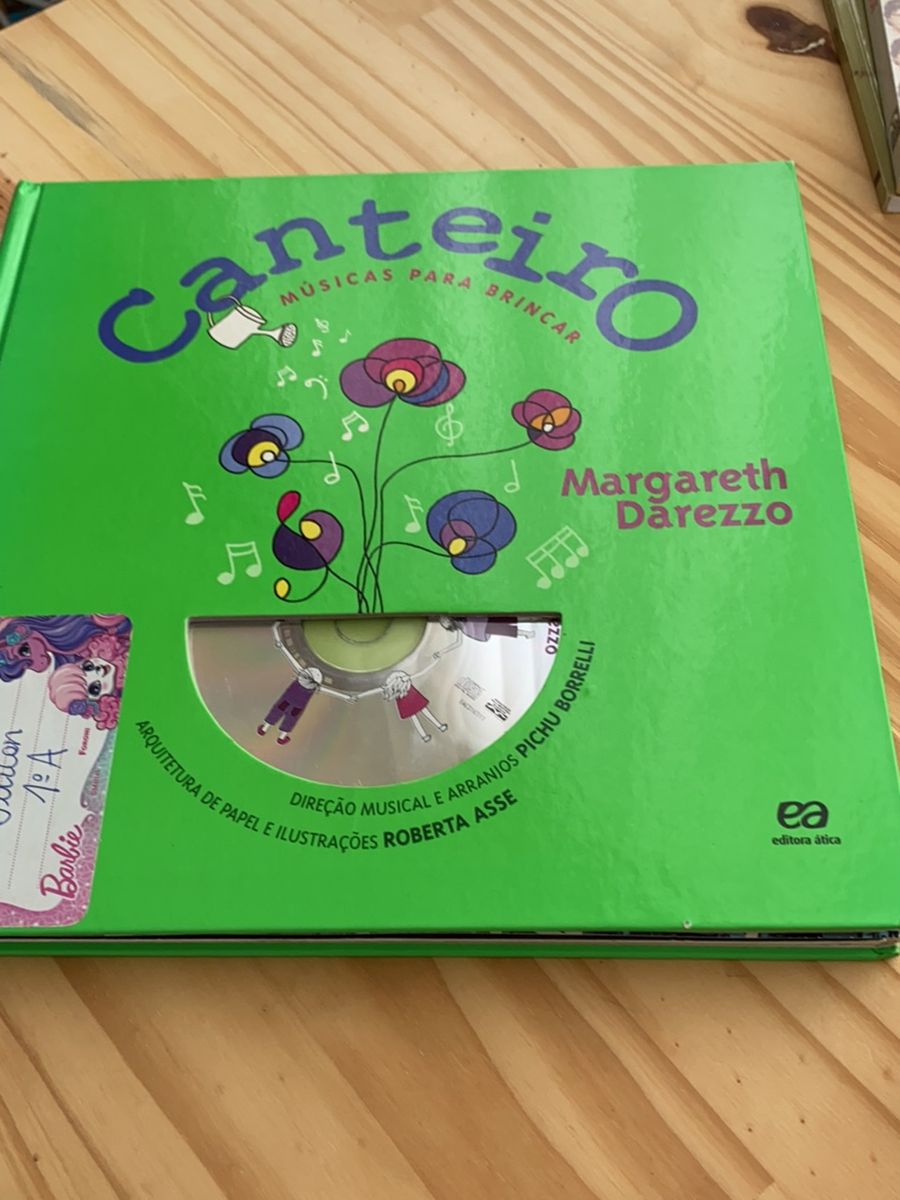 Canteiro
MÚSICAS PARA BRINCAR
Margareth
Darezzo
ARQUITETURA DE PAPEL E ILUSTRAÇÕES ROBERTA ASSE
DIREÇÃO MUSICAL E ARRANJOS PICHU BORRELLI
ea
editora ática
1º A
Barbie